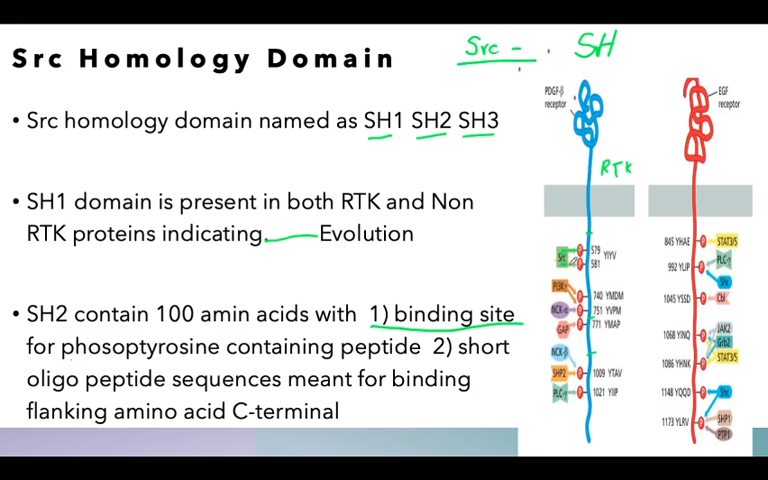 Src Homology Domain
Src - SH
• Src homology domain named as SH1 SH2 SH3
• SH1 domain is present in both RTK and Non
RTK proteins indicating Evolution
• SH2 contain 100 amin acids with 1) binding site
for phosoptyrosine containing peptide 2) short
oligo peptide sequences meant for binding
flanking amino acid C-terminal
PDGF-β
receptor
RTK
Src
P 579
P 581
YIYV
PI3K
P 740 YMDM
NCK-α
P 751 YVPM
GAP
P 771 YMAP
NCK-β
SHP2
P 1009 YTAV
PLC-γ
P 1021 YIIP
EGF
receptor
845 YHAE P STAT3/5
992 YLIP P PLC-γ
Shc
1045 YSSD P Cbl
JAK2
1068 YINQ P Grb2
1086 YHNK P STAT3/5
1148 YQQD P Shc
1173 YLRV P SHP1
PTP1